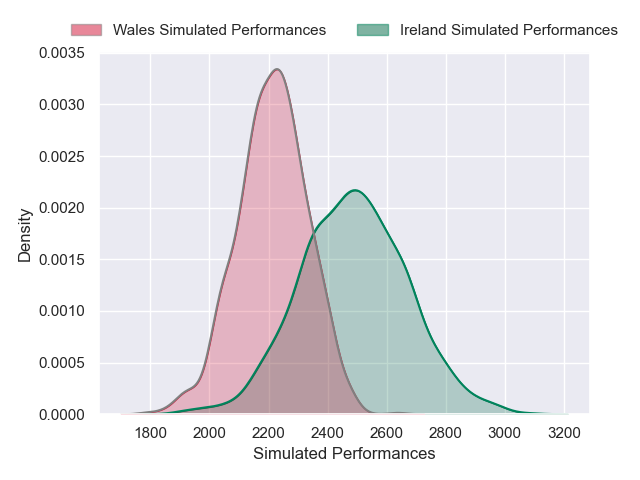 Wales Simulated Performances Ireland Simulated Performances
0.0035
0.0030
0.0025
0.0020
0.0015
0.0010
0.0005
0.0000
Density
1800 2000 2200 2400 2600 2800 3000 3200
Simulated Performances